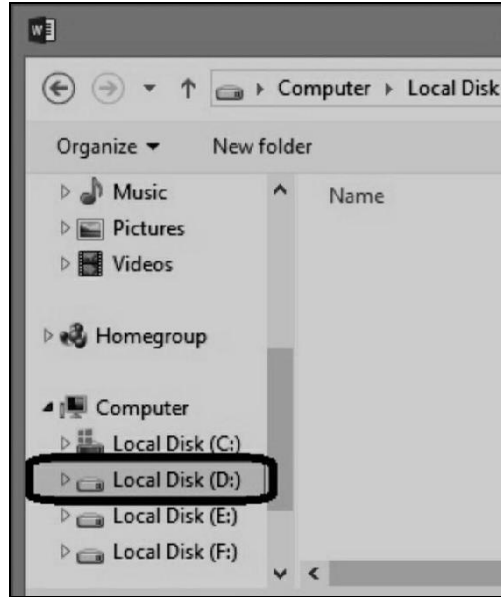 W
Computer Local Disk
Organize New folder
Name
Music
Pictures
Videos
Homegroup
Computer
Local Disk (C:)
Local Disk (D:)
Local Disk (E:)
Local Disk (F:)